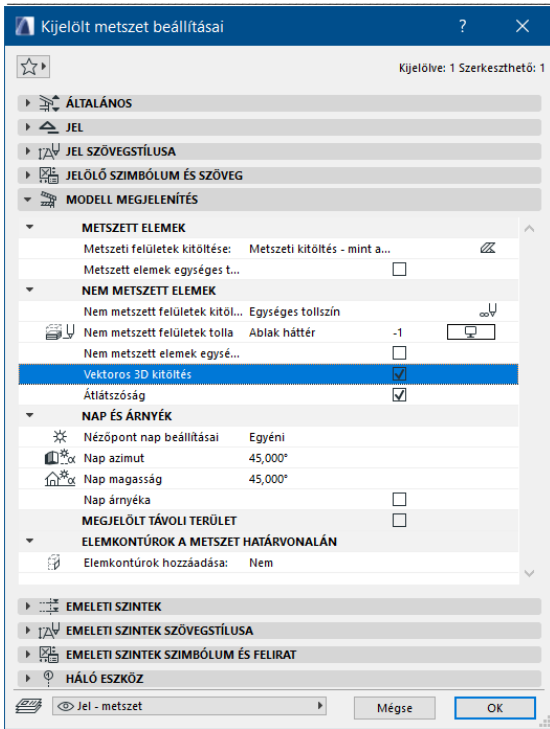 Kijelölt metszet beállításai
Kijelölve: 1 Szerkeszthető: 1
ÁLTALÁNOS
JEL
JEL SZÖVEGSTÍLUSA
JELÖLŐ SZIMBÓLUM ÉS SZÖVEG
MODELL MEGJELENÍTÉS
METSZETT ELEMEK
Metszeti felületek kitöltése: Metszeti kitöltés - mint a...
Metszett elemek egységes t...
NEM METSZETT ELEMEK
Nem metszett felületek kitöl... Egységes tollszín
Nem metszett felületek tolla Ablak háttér -1
Nem metszett elemek egysé...
Vektoros 3D kitöltés
Átlátszóság
NAP ÉS ÁRNYÉK
Nézőpont nap beállításai Egyéni
Nap azimut 45,000°
Nap magasság 45,000°
Nap árnyéka
MEGJELÖLT TÁVOLI TERÜLET
ELEMKONTÚROK A METSZET HATÁRVONALÁN
Elemkontúrok hozzáadása: Nem
EMELETI SZINTEK
EMELETI SZINTEK SZÖVEGSTÍLUSA
EMELETI SZINTEK SZIMBÓLUM ÉS FELIRAT
HÁLÓ ESZKÖZ
Jel - metszet Mégse OK